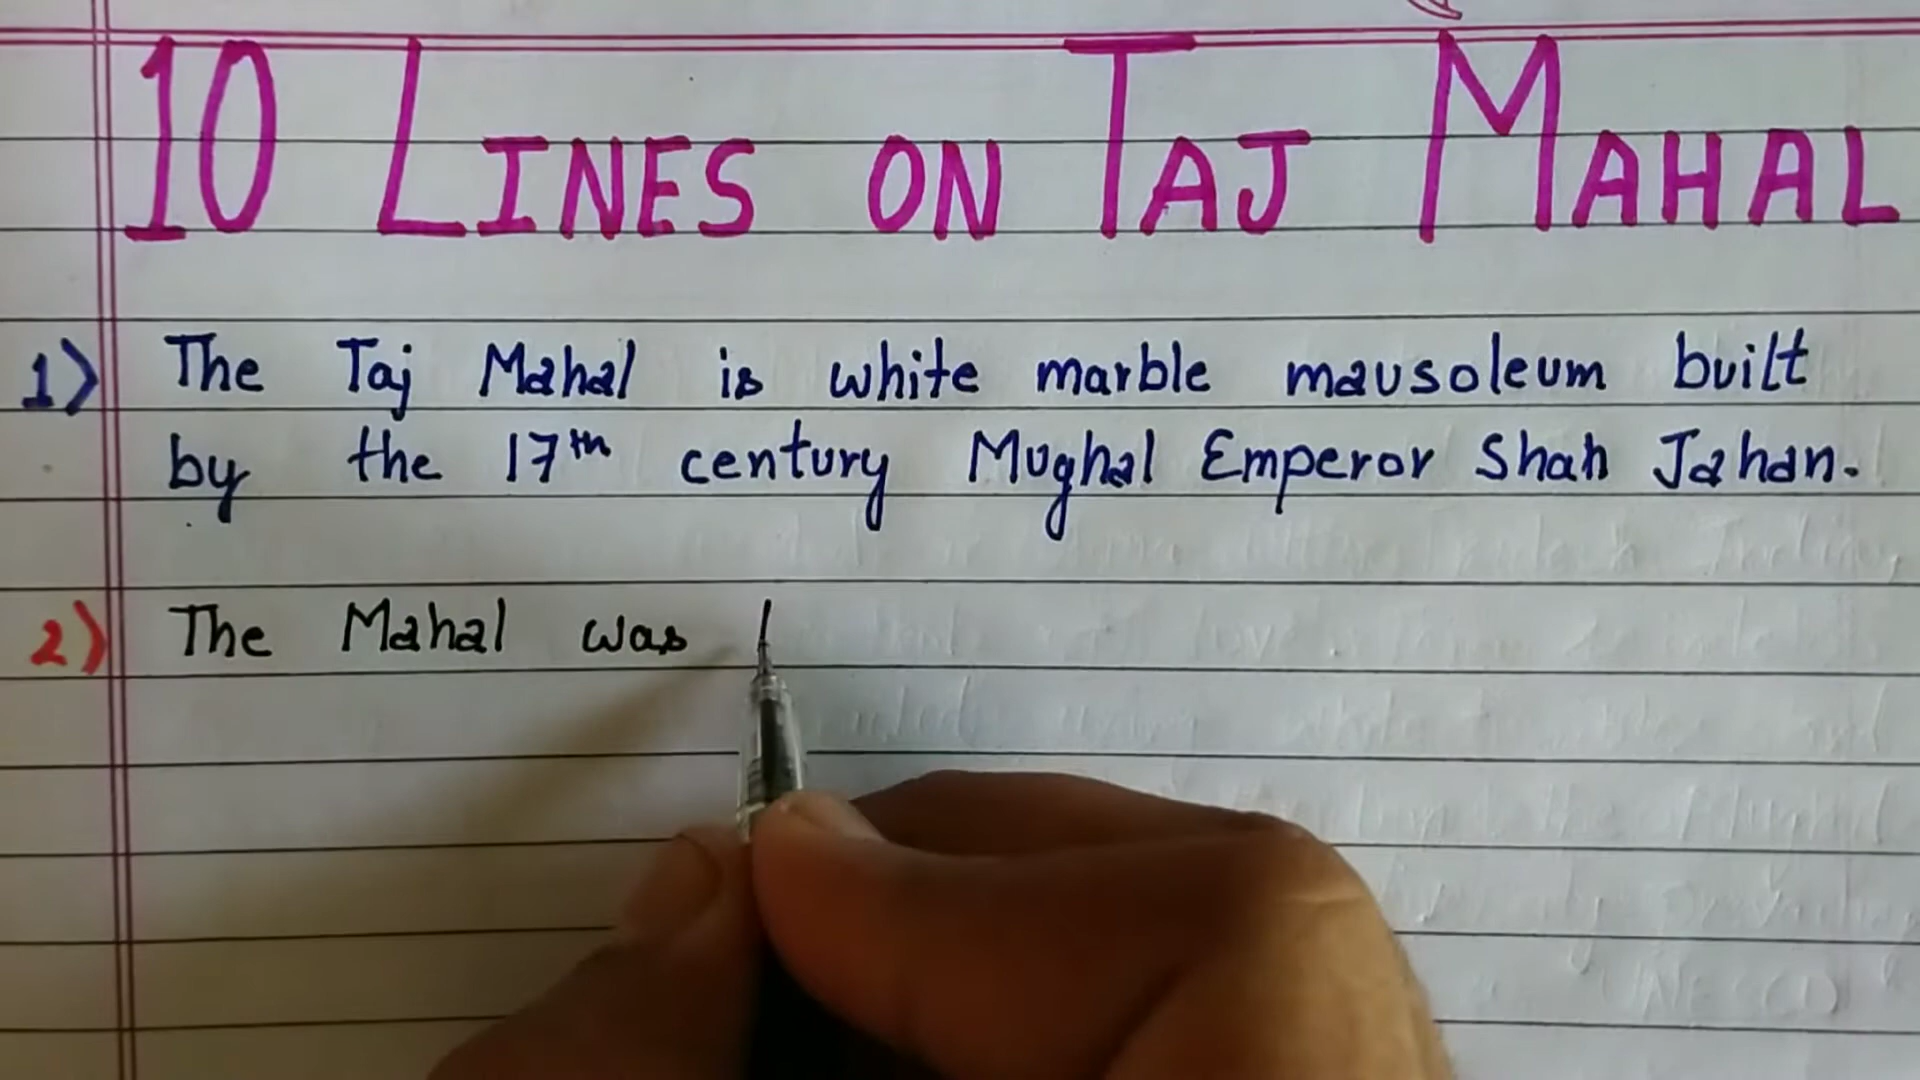 10 LINES ON TAJ MAHAL
1) The Taj Mahal is white marble mausoleum built
by the 17th century Mughal Emperor Shah Jahan.
2) The Mahal was